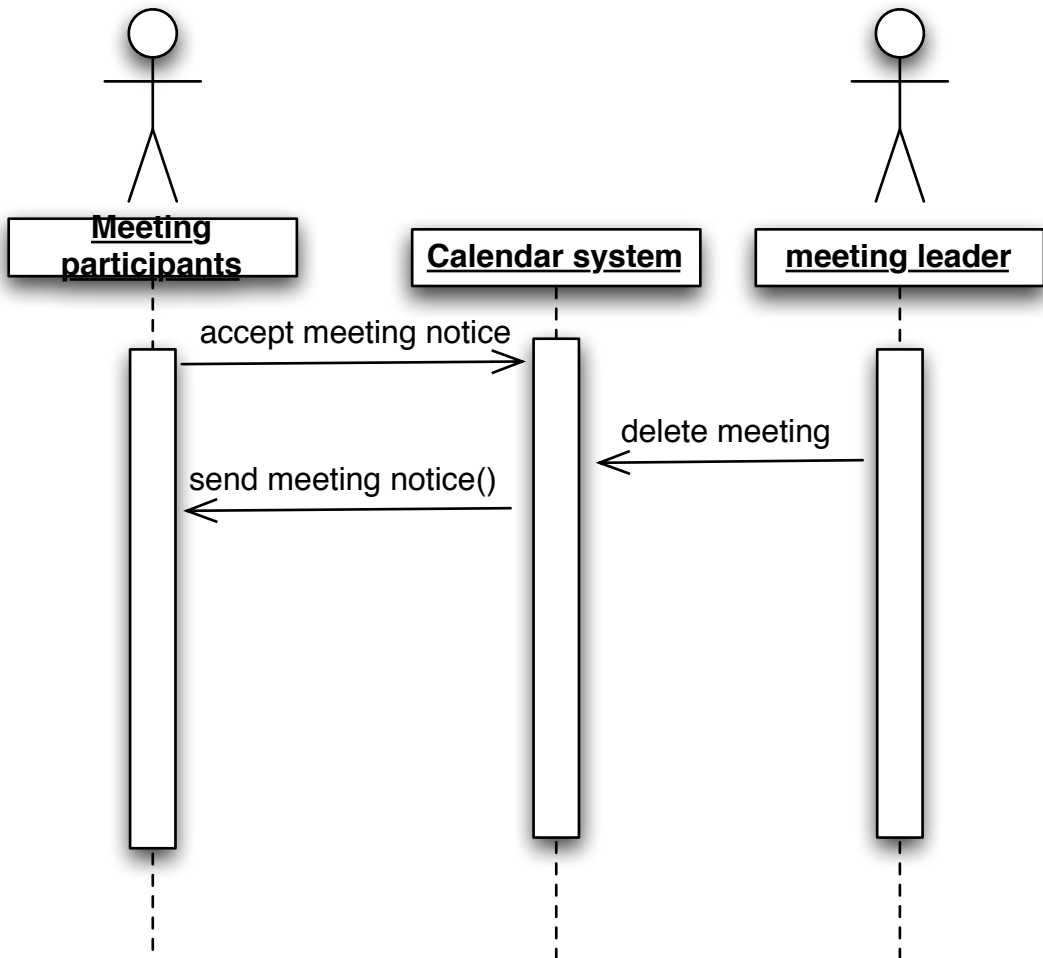 Meeting
participants
Calendar system
meeting leader
accept meeting notice
delete meeting
send meeting notice()